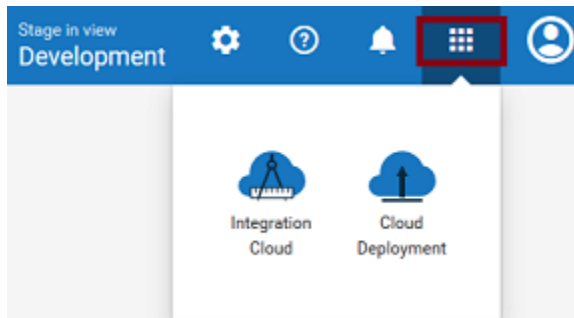 Stage in view
Development
Integration
Cloud
Cloud
Deployment